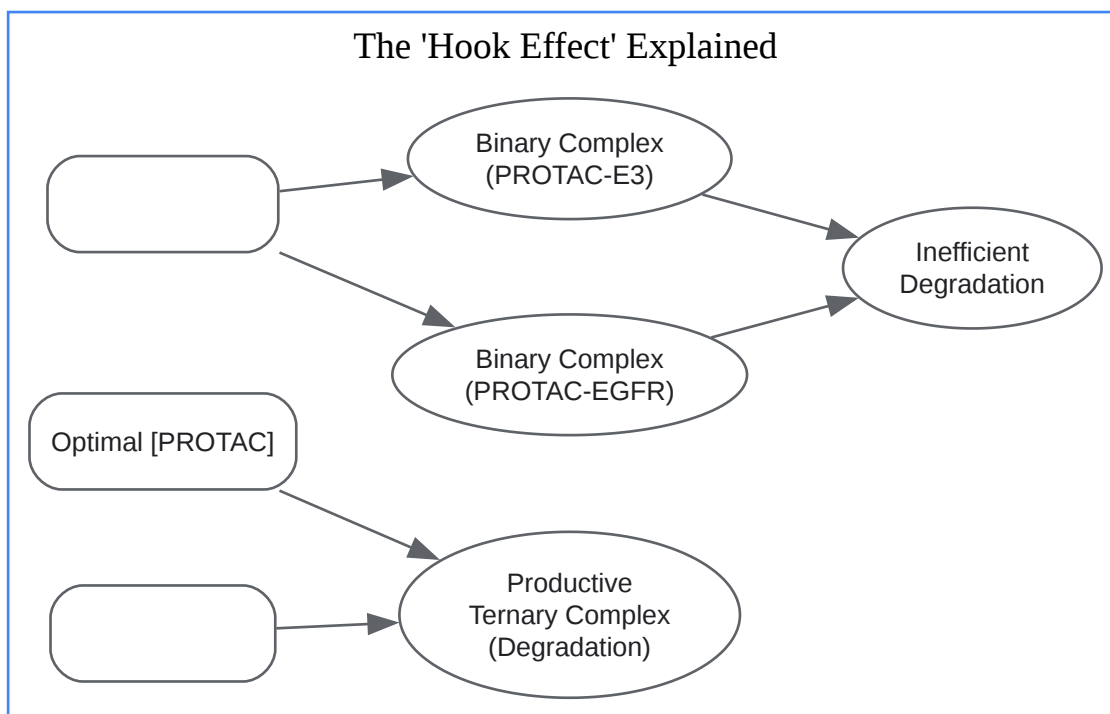 The 'Hook Effect' Explained
Binary Complex
(PROTAC-E3)
Inefficient
Degradation
Binary Complex
(PROTAC-EGFR)
Optimal [PROTAC]
Productive
Ternary Complex
(Degradation)